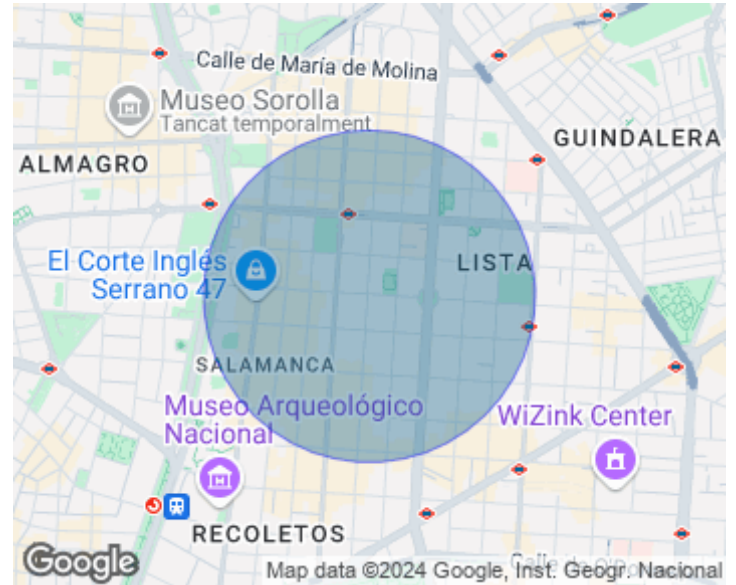 Calle de María de Molina
Museo Sorolla
Tancat temporalment
GUINDALERA
ALMAGRO
El Corte Inglés
Serrano 47
LISTA
SALAMANCA
Museo Arqueológico
Nacional
WiZink Center
RECOLETOS
Google
Map data ©2024 Google, Inst. Geogr. Nacional